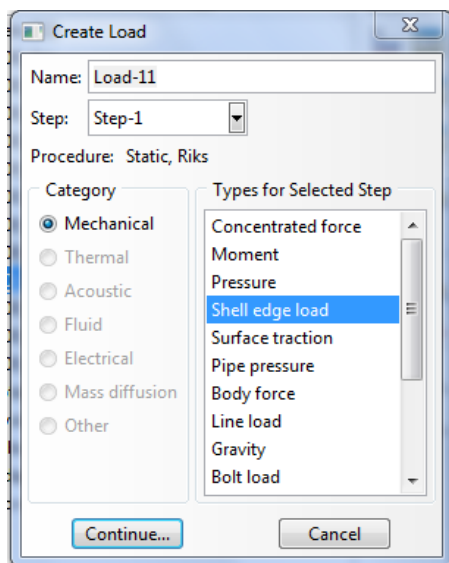 Create Load
Name: Load-11
Step: Step-1
Procedure: Static, Riks
Category
Mechanical
Thermal
Acoustic
Fluid
Electrical
Mass diffusion
Other
Types for Selected Step
Concentrated force
Moment
Pressure
Shell edge load
Surface traction
Pipe pressure
Body force
Line load
Gravity
Bolt load
Continue... Cancel